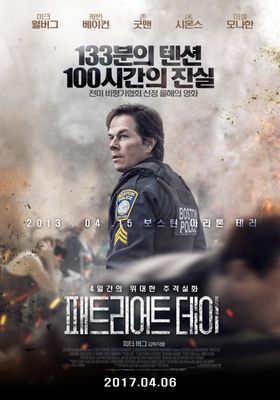 마크 케빈 존 J.K. 미셸
월버그 베이컨 굿맨 시몬스 모나한
133분의 텐션
100시간의 진실
전미 비평가협회 선정 올해의 영화
BOSTON
POLICE
BOSTON
POLICE
2013. 04. 15 보스턴 마라톤 테러
4일간의 위대한 추격실화
패트리어트 데이
피터 버그 감독작품
LIONSGATE
2017.04.06